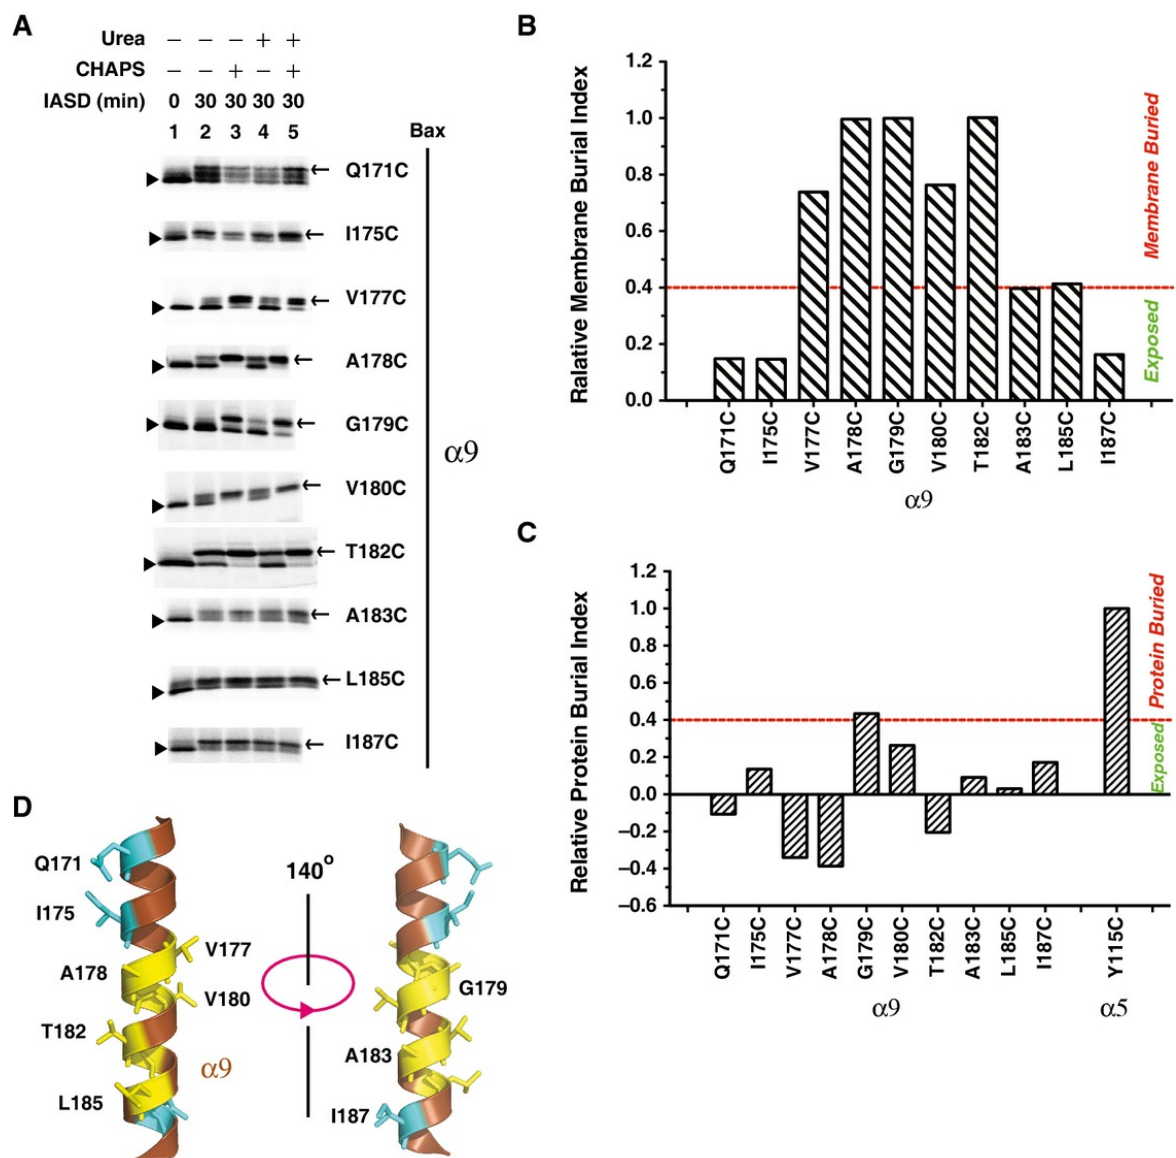 A
Urea – – – + +
CHAPS – – + – +
IASD (min) 0 30 30 30 30
1 2 3 4 5 Bax
Q171C
I175C
V177C
A178C
G179C
V180C
T182C
A183C
L185C
I187C
α9
B
Ralative Membrane Burial Index
1.2
1.0
0.8
0.6
0.4
0.2
0.0
Membrane Buried
Exposed
Q171C I175C V177C A178C G179C V180C T182C A183C L185C I187C
α9
C
Relative Protein Burial Index
1.2
1.0
0.8
0.6
0.4
0.2
0.0
–0.2
–0.4
–0.6
Protein Buried
Exposed
Q171C I175C V177C A178C G179C V180C T182C A183C L185C I187C Y115C
α9 α5
D
Q171
I175
V177
A178
V180
T182
α9
L185
140°
G179
A183
I187